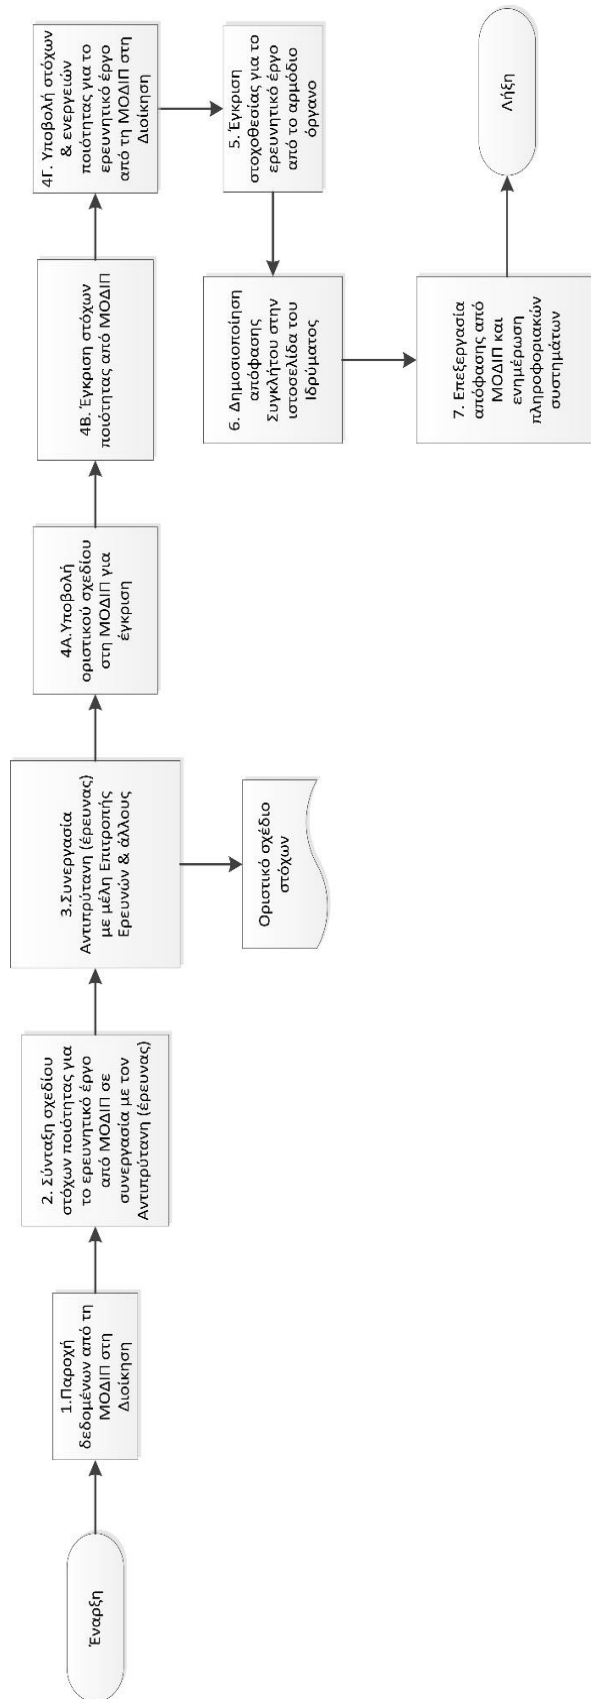 Έναρξη
1.Παροχή
δεδομένων από τη
ΜΟΔΙΠ στη
Διοίκηση
2. Σύνταξη σχεδίου
στόχων ποιότητας για
το ερευνητικό έργο
από ΜΟΔΙΠ σε
συνεργασία με τον
Αντιπρύτανη (έρευνας)
3.Συνεργασία
Αντιπρύτανη (έρευνας)
με μέλη Επιτροπής
Ερευνών & άλλους
Οριστικό σχέδιο
στόχων
4Α.Υποβολή
οριστικού σχεδίου
στη ΜΟΔΙΠ για
έγκριση
4Β. Έγκριση στόχων
ποιότητας από ΜΟΔΙΠ
4Γ. Υποβολή στόχων
& ενεργειών
ποιότητας για το
ερευνητικό έργο
από τη ΜΟΔΙΠ στη
Διοίκηση
5. Έγκριση
στοχοθεσίας για το
ερευνητικό έργο
από το αρμόδιο
όργανο
6. Δημοσιοποίηση
απόφασης
Συγκλήτου στην
ιστοσελίδα του
Ιδρύματος
7. Επεξεργασία
απόφασης από
ΜΟΔΙΠ και
ενημέρωση
πληροφοριακών
συστημάτων
Λήξη